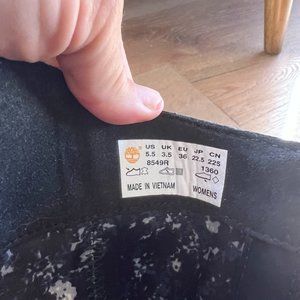 US UK EU JP CN
5.5 3.5 36 22.5 225
8549R 1360
MADE IN VIETNAM WOMENS